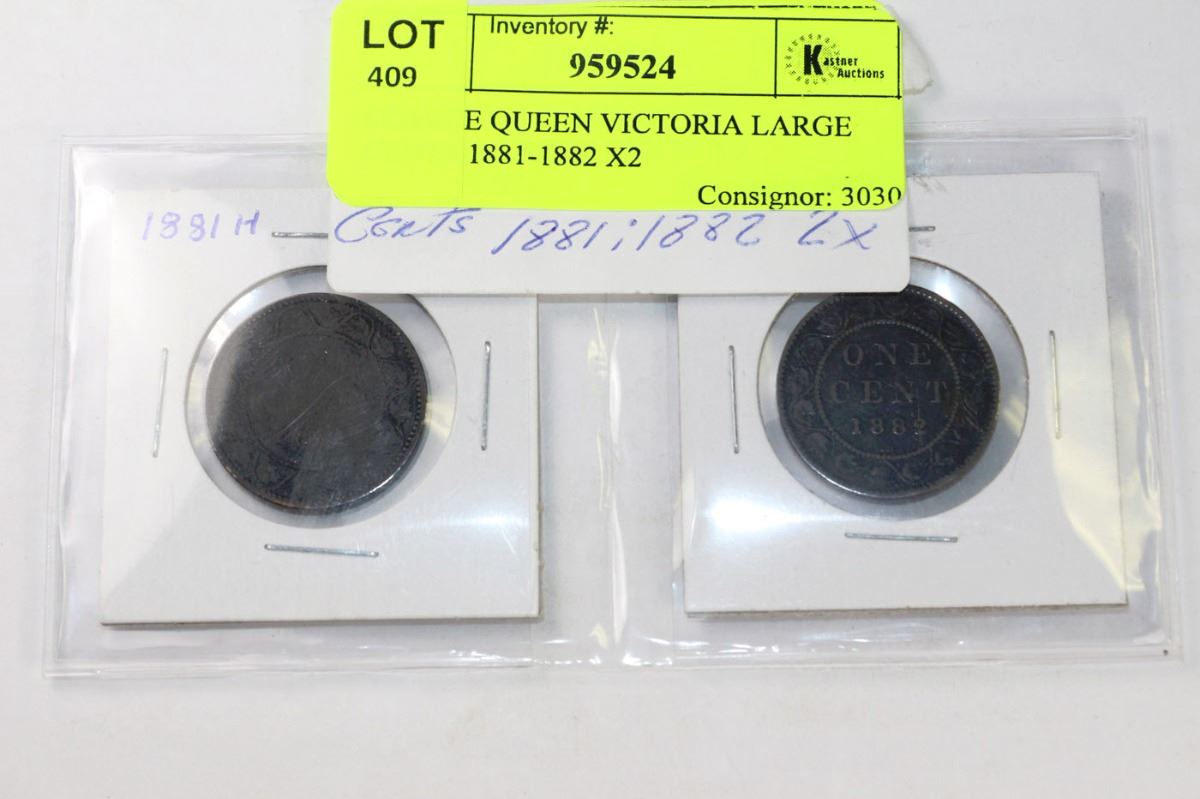 LOT
409
Inventory #:
959524
Kastner
Auctions
E QUEEN VICTORIA LARGE
1881-1882 X2
Consignor: 3030
1881 H
Cents 1881; 1882 2x
ONE
CENT
1882